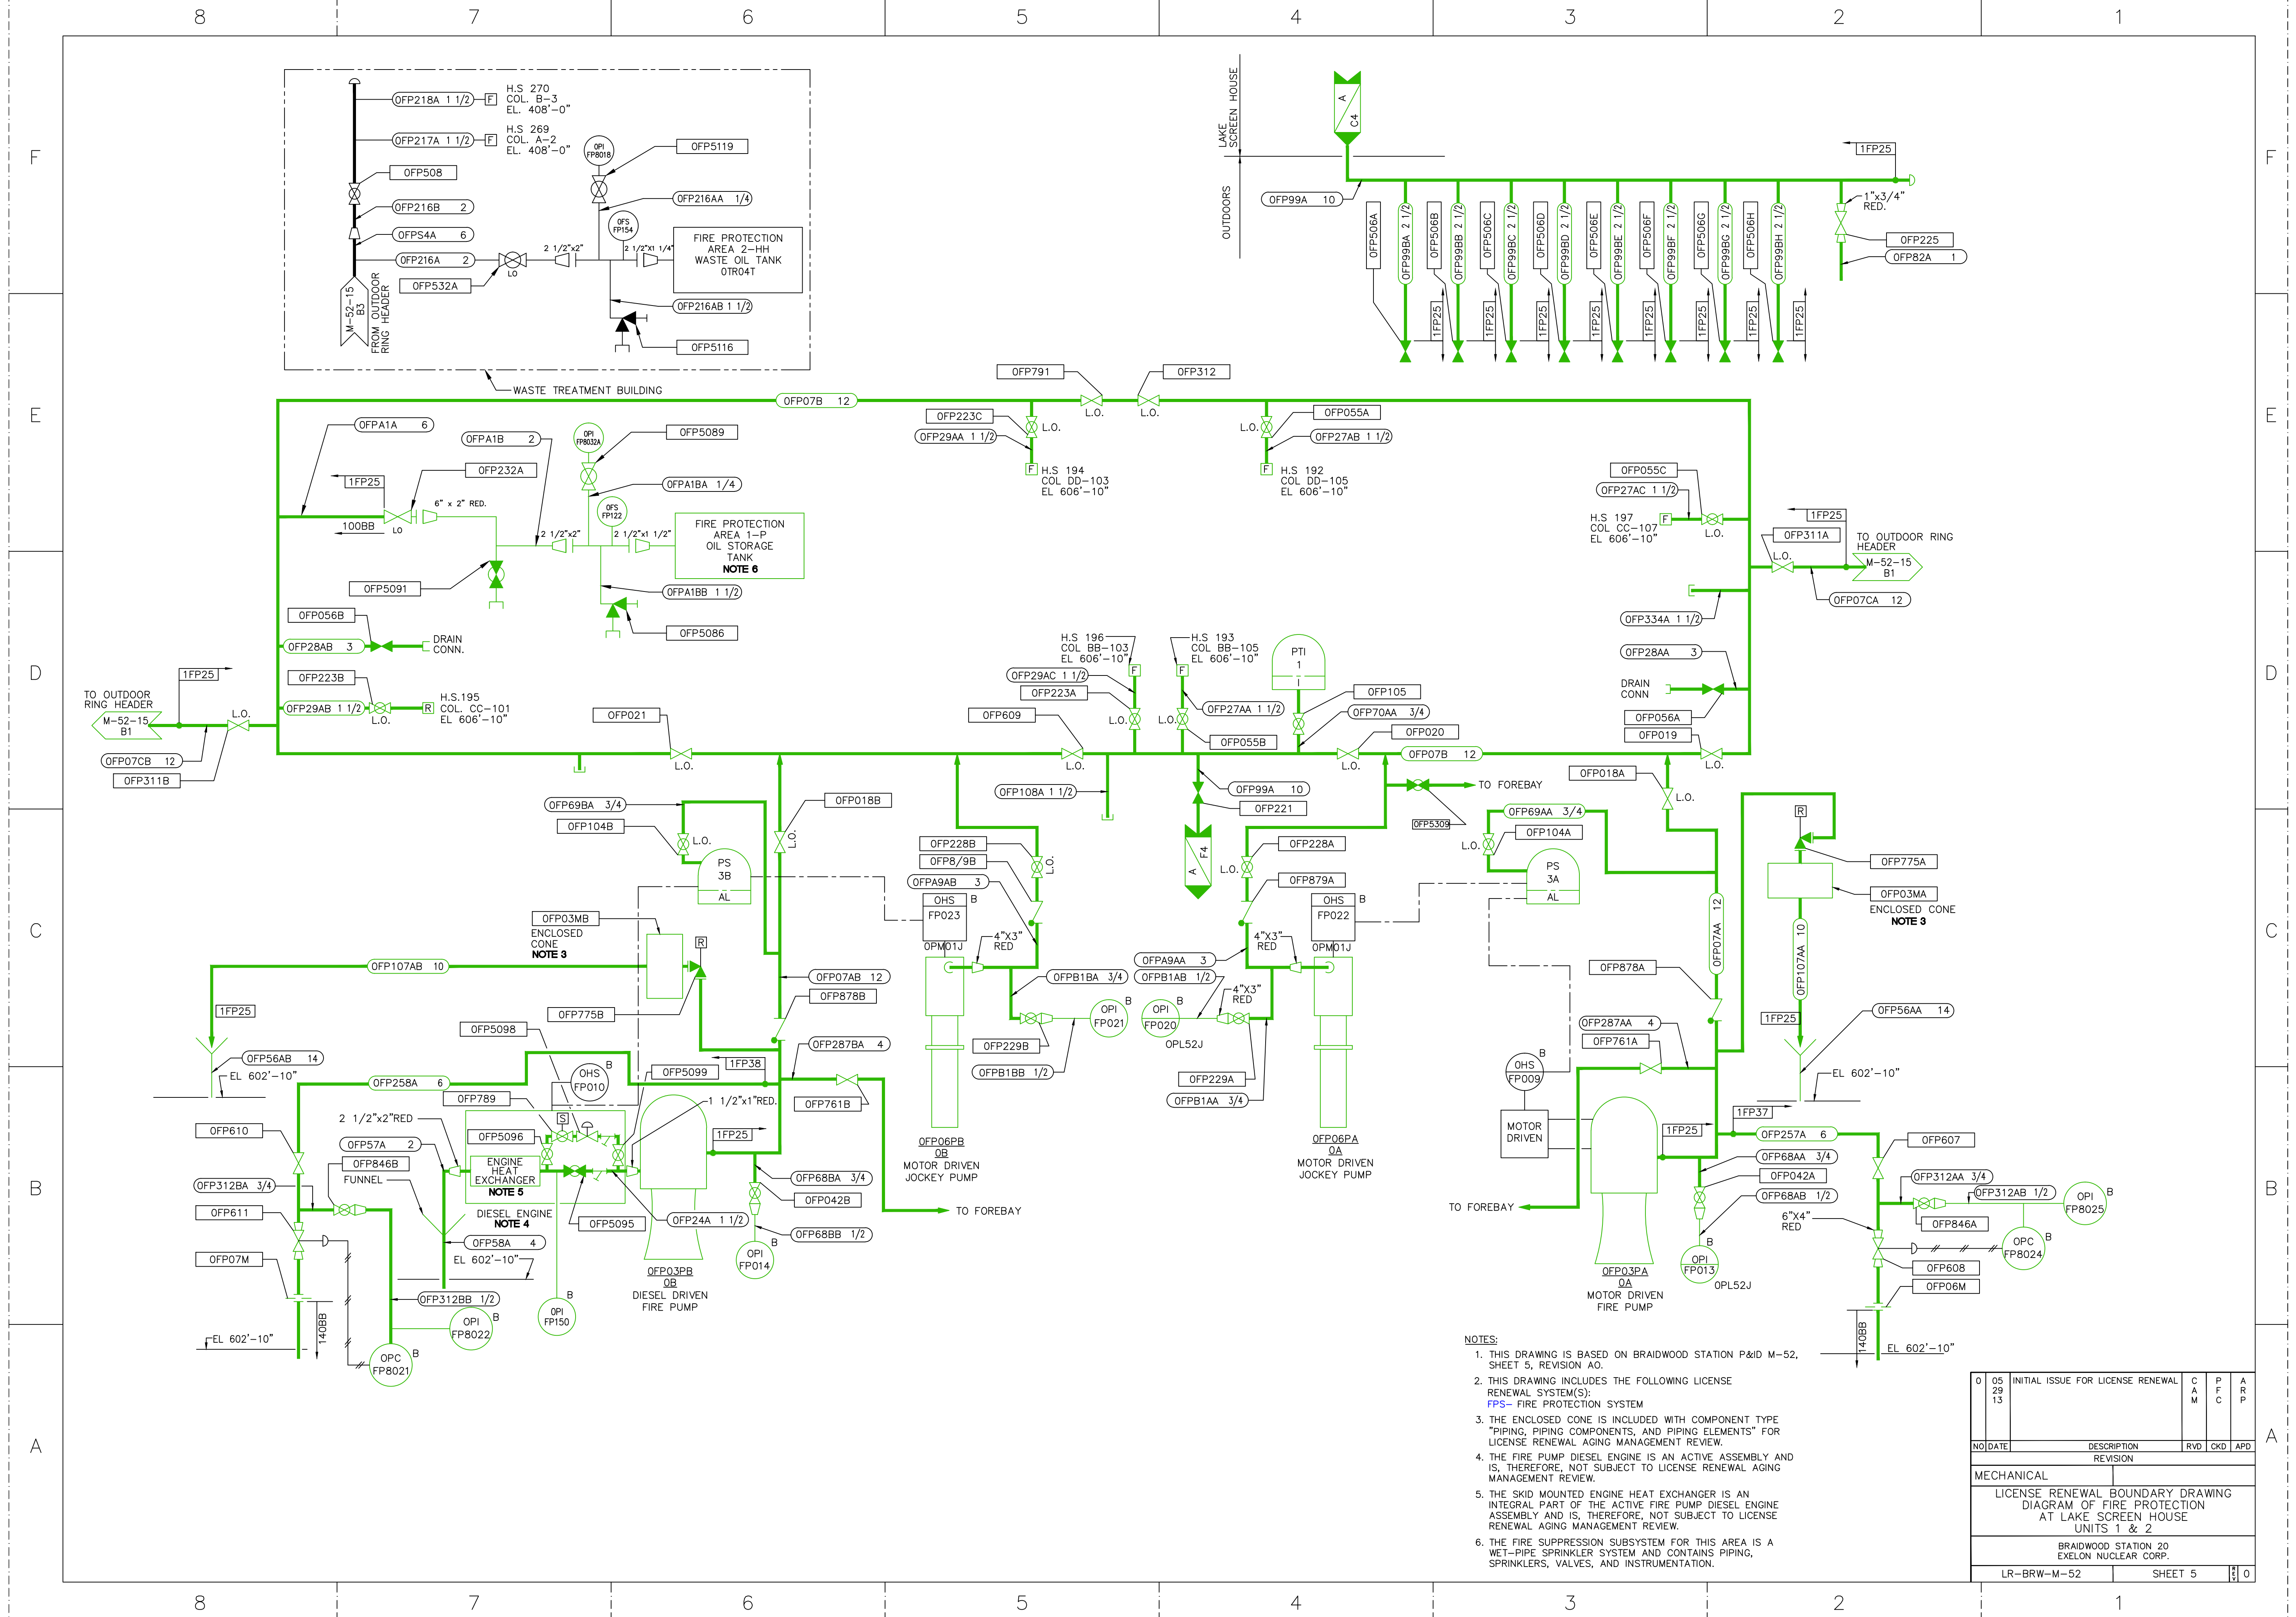 8 7 6 5 4 3 2 1
F
E
D
C
B
A
H.S 270
COL. B-3
EL. 408'-0"
0FP218A 1 1/2
F
H.S 269
COL. A-2
EL. 408'-0"
0FP217A 1 1/2
F
0FP508
0FP216B 2
0FPS4A 6
0FP216A 2
LO
0FP532A
M-52-15
B3
FROM OUTDOOR
RING HEADER
0PI
FP8018
0FP5119
0FP216AA 1/4
0FS
FP154
2 1/2"x2"
2 1/2"X1 1/4"
FIRE PROTECTION
AREA 2-HH
WASTE OIL TANK
0TR04T
0FP216AB 1 1/2
0FP5116
WASTE TREATMENT BUILDING
LAKE
SCREEN HOUSE
OUTDOORS
A
C4
0FP99A 10
1FP25
1"x3/4"
RED.
0FP225
0FP82A 1
0FP506A
0FP99BA 2 1/2
0FP506B
0FP99BB 2 1/2
0FP506C
0FP99BC 2 1/2
0FP506D
0FP99BD 2 1/2
0FP506E
0FP99BE 2 1/2
0FP506F
0FP99BF 2 1/2
0FP506G
0FP99BG 2 1/2
0FP506H
0FP99BH 2 1/2
1FP25
1FP25
1FP25
1FP25
1FP25
1FP25
1FP25
1FP25
0FP07B 12
0FP791
0FP312
L.O.
L.O.
0FP223C
L.O.
0FP29AA 1 1/2
F
H.S 194
COL DD-103
EL 606'-10"
0FP055A
L.O.
0FP27AB 1 1/2
F
H.S 192
COL DD-105
EL 606'-10"
0FPA1A 6
0FPA1B 2
0FP232A
1FP25
6" x 2" RED.
100BB
LO
0PI
FP8032A
0FP5089
0FPA1BA 1/4
0FS
FP122
2 1/2"x2"
2 1/2"x1 1/2"
FIRE PROTECTION
AREA 1-P
OIL STORAGE
TANK
NOTE 6
0FP5091
0FPA1BB 1 1/2
0FP5086
0FP056B
0FP28AB 3
DRAIN
CONN.
0FP223B
0FP29AB 1 1/2
L.O.
R
H.S.195
COL. CC-101
EL 606'-10"
1FP25
TO OUTDOOR
RING HEADER
M-52-15
B1
L.O.
0FP07CB 12
0FP311B
0FP055C
0FP27AC 1 1/2
H.S 197
COL CC-107
EL 606'-10"
F
L.O.
1FP25
0FP311A
L.O.
TO OUTDOOR RING
HEADER
M-52-15
B1
0FP07CA 12
0FP334A 1 1/2
0FP28AA 3
DRAIN
CONN
0FP056A
0FP019
L.O.
0FP021
L.O.
0FP609
L.O.
H.S 196
COL BB-103
EL 606'-10"
F
0FP29AC 1 1/2
0FP223A
L.O.
H.S 193
COL BB-105
EL 606'-10"
F
0FP27AA 1 1/2
L.O.
0FP055B
PTI
1
I
0FP105
0FP70AA 3/4
0FP020
L.O.
0FP07B 12
0FP108A 1 1/2
0FP99A 10
0FP221
A
F4
TO FOREBAY
0FP5309
0FP018A
L.O.
0FP69BA 3/4
0FP104B
L.O.
0FP018B
L.O.
PS
3B
AL
0FP03MB
ENCLOSED
CONE
NOTE 3
R
0FP107AB 10
0FP775B
0FP07AB 12
0FP878B
0FP287BA 4
1FP38
0FP761B
TO FOREBAY
1FP25
0FP56AB 14
EL 602'-10"
0FP258A 6
0FP228B
L.O.
0FP8/9B
0FPA9AB 3
0HS
FP023
B
0PM01J
4"X3"
RED
0FPB1BA 3/4
0PI
FP021
B
0FP229B
0FPB1BB 1/2
0FP06PB
0B
MOTOR DRIVEN
JOCKEY PUMP
0FP228A
L.O.
0FP879A
0HS
FP022
B
0PM01J
0FPA9AA 3
4"X3"
RED
0FPB1AB 1/2
4"X3"
RED
0PI
FP020
B
0PL52J
0FP229A
0FPB1AA 3/4
0FP06PA
0A
MOTOR DRIVEN
JOCKEY PUMP
0FP69AA 3/4
0FP104A
L.O.
PS
3A
AL
0FP07AA 12
0FP878A
R
0FP775A
0FP03MA
ENCLOSED CONE
NOTE 3
0FP107AA 10
1FP25
0FP56AA 14
EL 602'-10"
0FP287AA 4
0FP761A
0HS
FP009
B
MOTOR
DRIVEN
TO FOREBAY
1FP25
1FP37
0FP257A 6
0FP68AA 3/4
0FP042A
0FP68AB 1/2
0PI
FP013
B
0PL52J
0FP03PA
0A
MOTOR DRIVEN
FIRE PUMP
0FP607
0FP312AA 3/4
0FP312AB 1/2
0FP846A
0PI
FP8025
B
6"X4"
RED
0PC
FP8024
B
0FP608
0FP06M
140BB
EL 602'-10"
0FP5098
0FP789
S
0HS
FP010
B
0FP5099
1 1/2"x1"RED.
2 1/2"x2"RED
0FP57A 2
0FP846B
FUNNEL
0FP5096
ENGINE
HEAT
EXCHANGER
NOTE 5
DIESEL ENGINE
NOTE 4
0FP5095
0FP24A 1 1/2
1FP25
0FP68BA 3/4
0FP042B
0FP68BB 1/2
0PI
FP014
B
0FP03PB
0B
DIESEL DRIVEN
FIRE PUMP
0FP610
0FP312BA 3/4
0FP611
0FP07M
140BB
EL 602'-10"
0FP58A 4
EL 602'-10"
0FP312BB 1/2
0PI
FP8022
B
0PI
FP150
B
0PC
FP8021
B
NOTES:
1. THIS DRAWING IS BASED ON BRAIDWOOD STATION P&ID M-52,
SHEET 5, REVISION AO.
2. THIS DRAWING INCLUDES THE FOLLOWING LICENSE
RENEWAL SYSTEM(S):
FPS- FIRE PROTECTION SYSTEM
3. THE ENCLOSED CONE IS INCLUDED WITH COMPONENT TYPE
"PIPING, PIPING COMPONENTS, AND PIPING ELEMENTS" FOR
LICENSE RENEWAL AGING MANAGEMENT REVIEW.
4. THE FIRE PUMP DIESEL ENGINE IS AN ACTIVE ASSEMBLY AND
IS, THEREFORE, NOT SUBJECT TO LICENSE RENEWAL AGING
MANAGEMENT REVIEW.
5. THE SKID MOUNTED ENGINE HEAT EXCHANGER IS AN
INTEGRAL PART OF THE ACTIVE FIRE PUMP DIESEL ENGINE
ASSEMBLY AND IS, THEREFORE, NOT SUBJECT TO LICENSE
RENEWAL AGING MANAGEMENT REVIEW.
6. THE FIRE SUPPRESSION SUBSYSTEM FOR THIS AREA IS A
WET-PIPE SPRINKLER SYSTEM AND CONTAINS PIPING,
SPRINKLERS, VALVES, AND INSTRUMENTATION.
0 05 29 13 INITIAL ISSUE FOR LICENSE RENEWAL CAM PFC ARP
NO DATE DESCRIPTION RVD CKD APD
REVISION
MECHANICAL
LICENSE RENEWAL BOUNDARY DRAWING
DIAGRAM OF FIRE PROTECTION
AT LAKE SCREEN HOUSE
UNITS 1 & 2
BRAIDWOOD STATION 20
EXELON NUCLEAR CORP.
LR-BRW-M-52 SHEET 5 REV 0
F
E
D
C
B
A
8 7 6 5 4 3 2 1